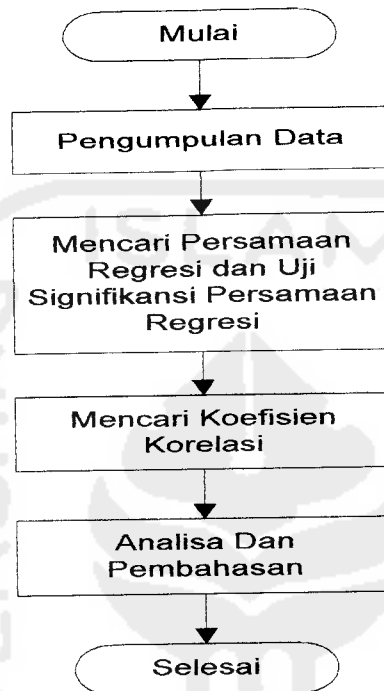 Mulai
Pengumpulan Data
Mencari Persamaan
Regresi dan Uji
Signifikansi Persamaan
Regresi
Mencari Koefisien
Korelasi
Analisa Dan
Pembahasan
Selesai